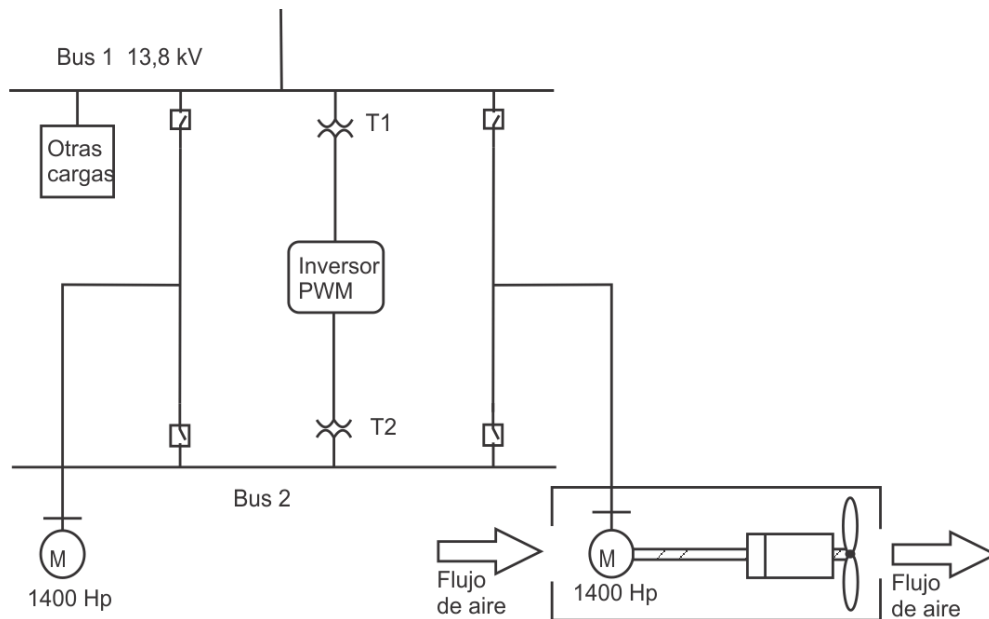 Bus 1 13,8 kV
T1
Otras
cargas
Inversor
PWM
T2
Bus 2
M
1400 Hp
Flujo
de aire
M
1400 Hp
Flujo
de aire